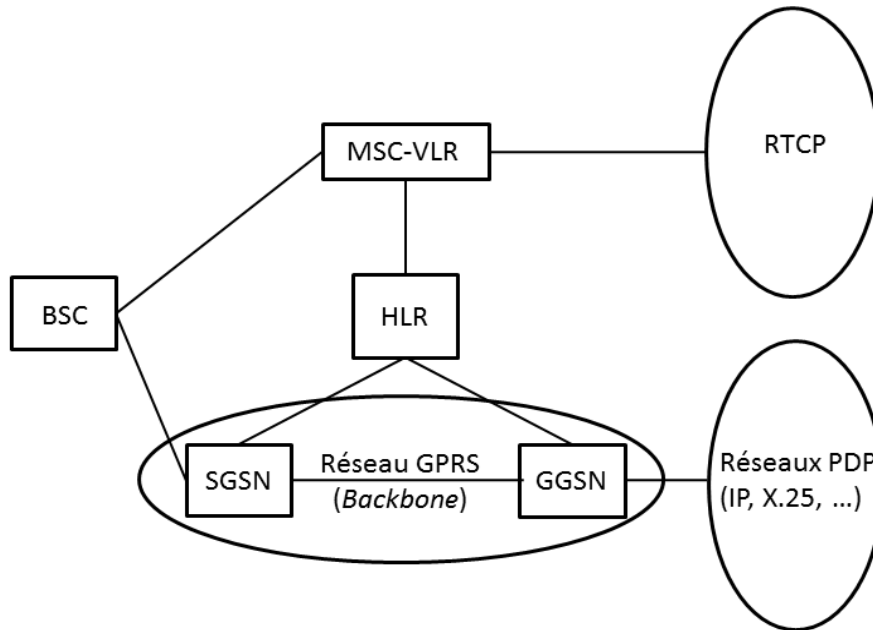 MSC-VLR
RTCP
BSC
HLR
SGSN
Réseau GPRS
(Backbone)
GGSN
Réseaux PDP
(IP, X.25, ...)